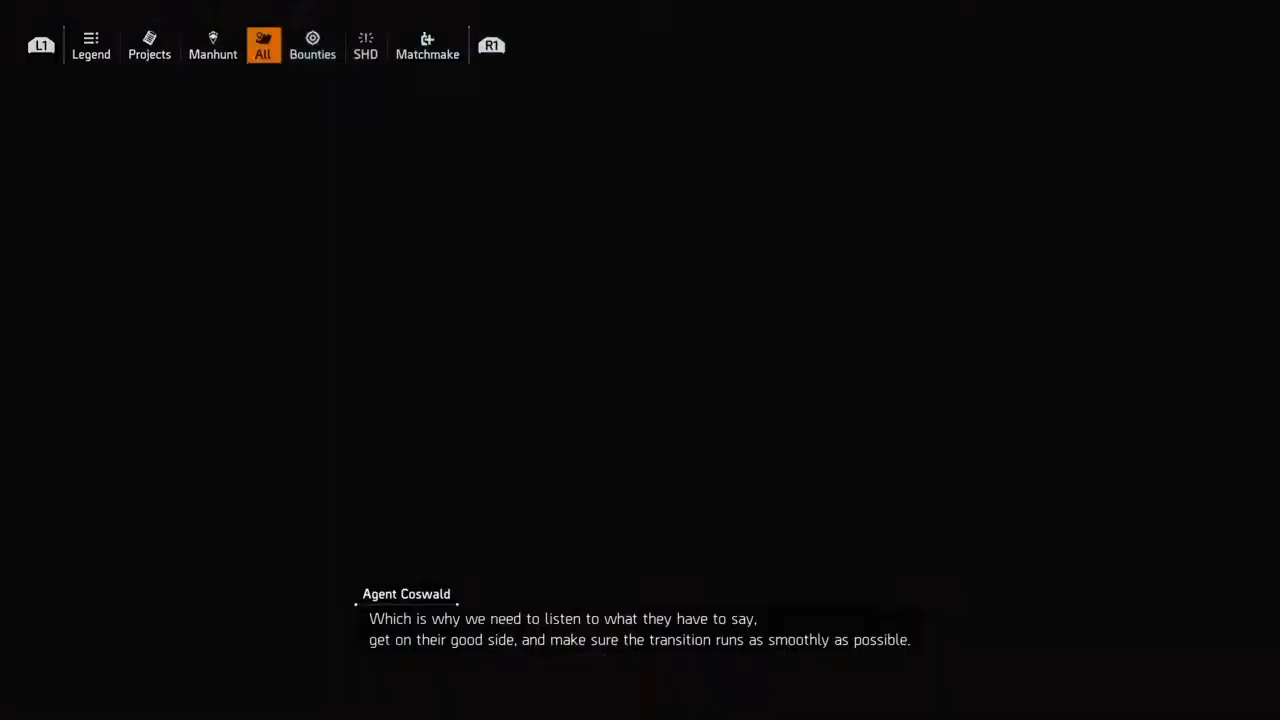 L1 Legend Projects Manhunt All Bounties SHD Matchmake R1
Agent Coswald
Which is why we need to listen to what they have to say,
get on their good side, and make sure the transition runs as smoothly as possible.